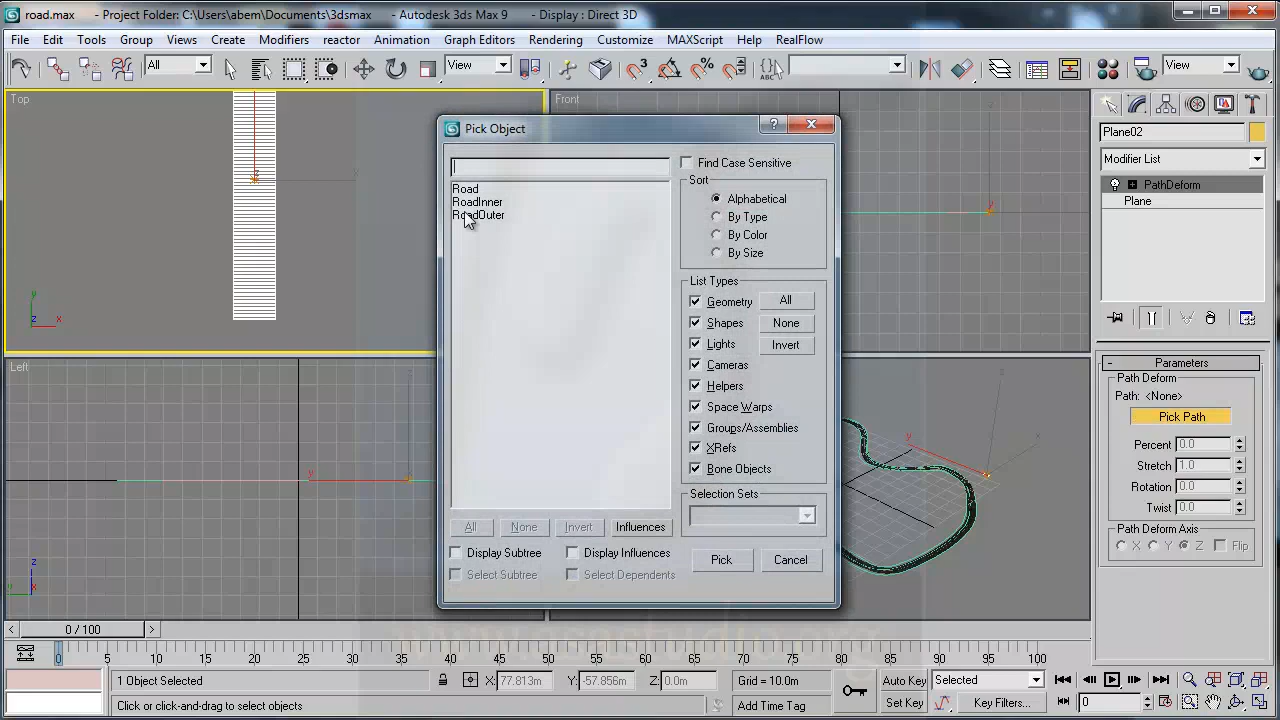 road.max - Project Folder: C:\Users\abem\Documents\3dsmax - Autodesk 3ds Max 9 - Display : Direct 3D
File Edit Tools Group Views Create Modifiers reactor Animation Graph Editors Rendering Customize MAXScript Help RealFlow
All View View
Top Front
Pick Object
Plane02
Find Case Sensitive
Modifier List
Sort
Road
RoadInner
RoadOuter
Alphabetical
By Type
By Color
By Size
PathDeform
Plane
List Types
Geometry All
Shapes None
Lights Invert
Cameras
Helpers
Space Warps
Groups/Assemblies
XRefs
Bone Objects
Left
Parameters
Path Deform
Path: <None>
Pick Path
Percent 0.0
Stretch 1.0
Rotation 0.0
Twist 0.0
Path Deform Axis
X Y Z Flip
Selection Sets
All None Invert Influences
Display Subtree Display Influences
Select Subtree Select Dependents
Pick Cancel
0 / 100
0 5 10 15 20 25 30 35 40 45 50 55 60 65 70 75 80 85 90 95 100
1 Object Selected X: 77.813m Y: -57.856m Z: 0.0m Grid = 10.0m Auto Key Selected
Click or click-and-drag to select objects Add Time Tag Set Key Key Filters... 0